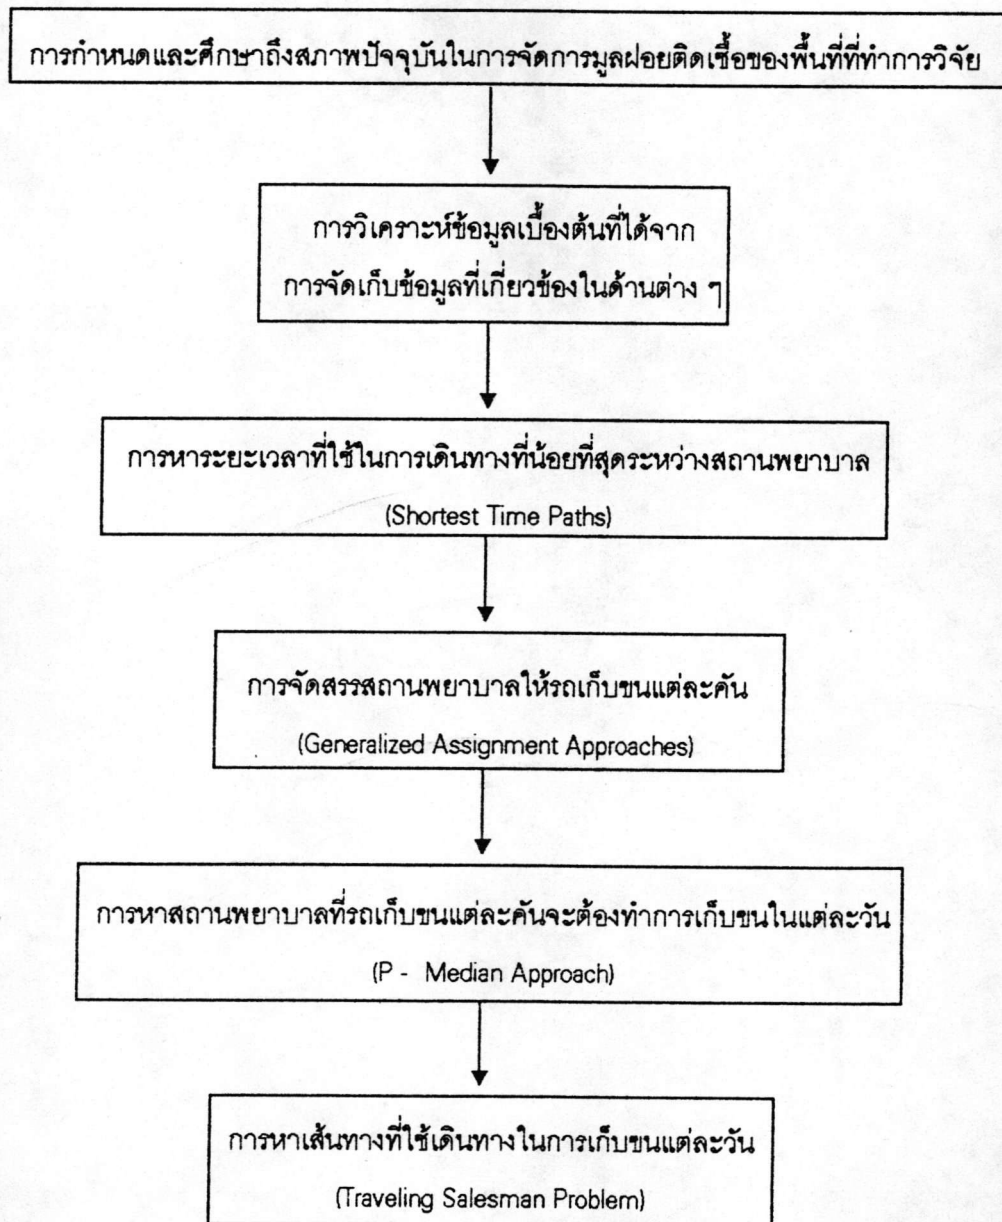 การกำหนดและศึกษาถึงสภาพปัจจุบันในการจัดการมูลฝอยติดเชื้อของพื้นที่ที่ทำการวิจัย
การวิเคราะห์ข้อมูลเบื้องต้นที่ได้จาก
การจัดเก็บข้อมูลที่เกี่ยวข้องในด้านต่าง ๆ
การหาระยะเวลาที่ใช้ในการเดินทางที่น้อยที่สุดระหว่างสถานพยาบาล
(Shortest Time Paths)
การจัดสรรสถานพยาบาลให้รถเก็บขนแต่ละคัน
(Generalized Assignment Approaches)
การหาสถานพยาบาลที่รถเก็บขนแต่ละคันจะต้องทำการเก็บขนในแต่ละวัน
(P - Median Approach)
การหาเส้นทางที่ใช้เดินทางในการเก็บขนแต่ละวัน
(Traveling Salesman Problem)